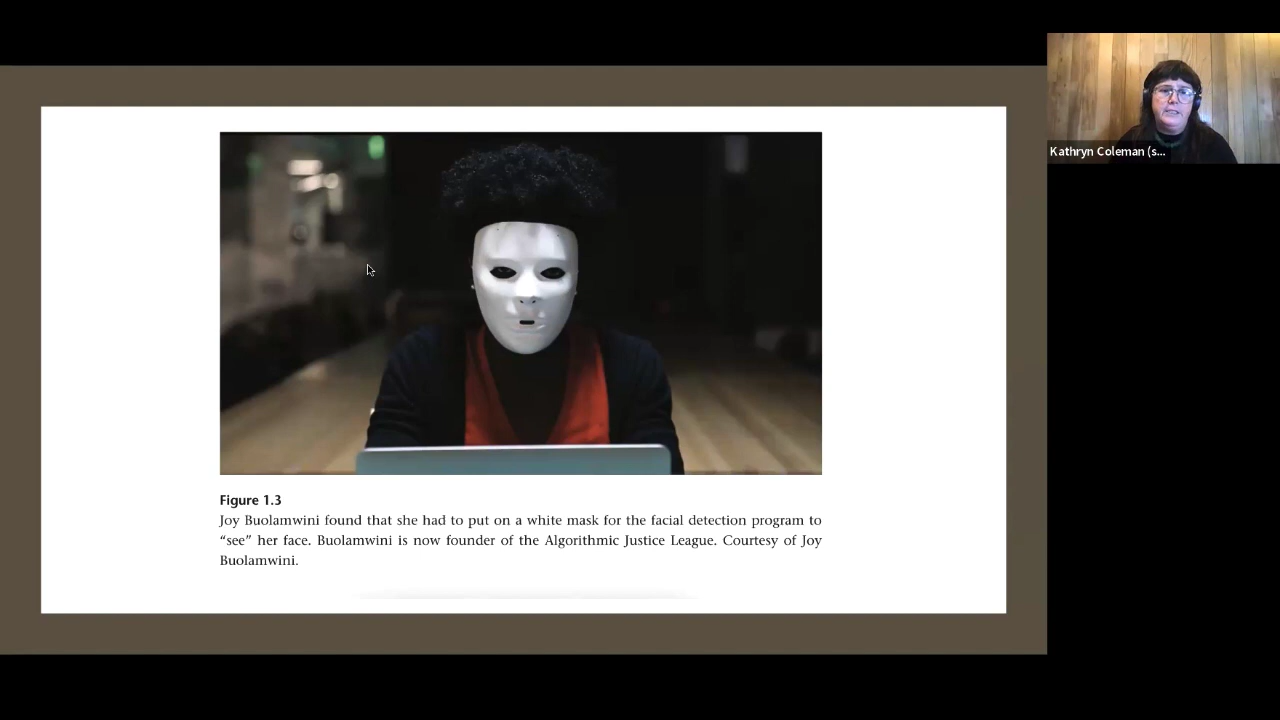 Kathryn Coleman (s...
Figure 1.3
Joy Buolamwini found that she had to put on a white mask for the facial detection program to
“see” her face. Buolamwini is now founder of the Algorithmic Justice League. Courtesy of Joy
Buolamwini.